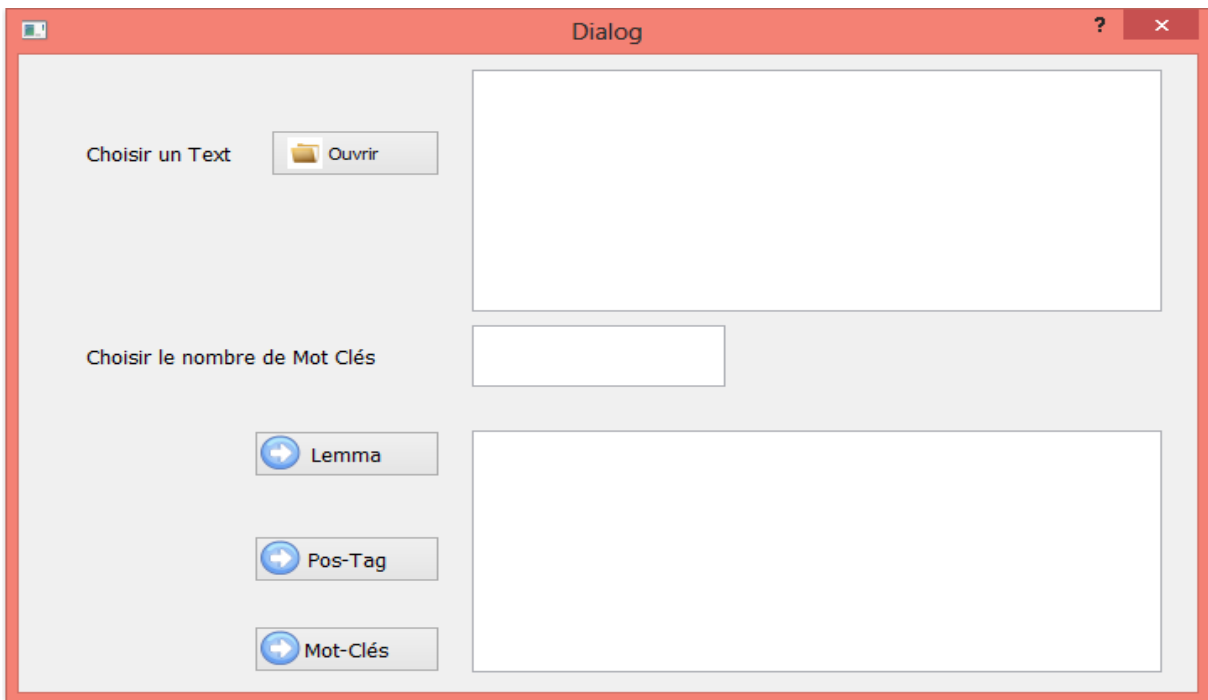 Dialog
?
Choisir un Text
Ouvrir
Choisir le nombre de Mot Clés
Lemma
Pos-Tag
Mot-Clés